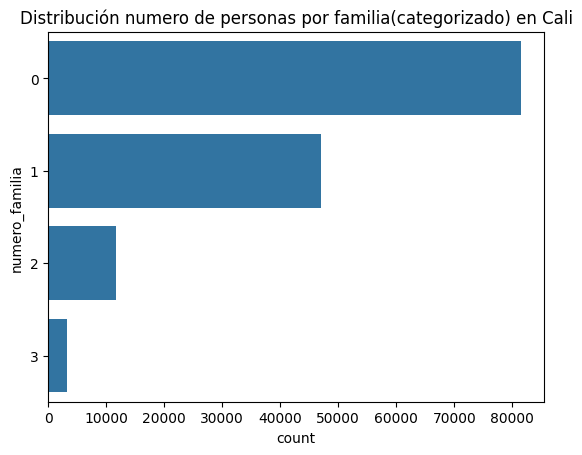 Distribución numero de personas por familia(categorizado) en Cali
numero_familia
0
1
2
3
0 10000 20000 30000 40000 50000 60000 70000 80000
count